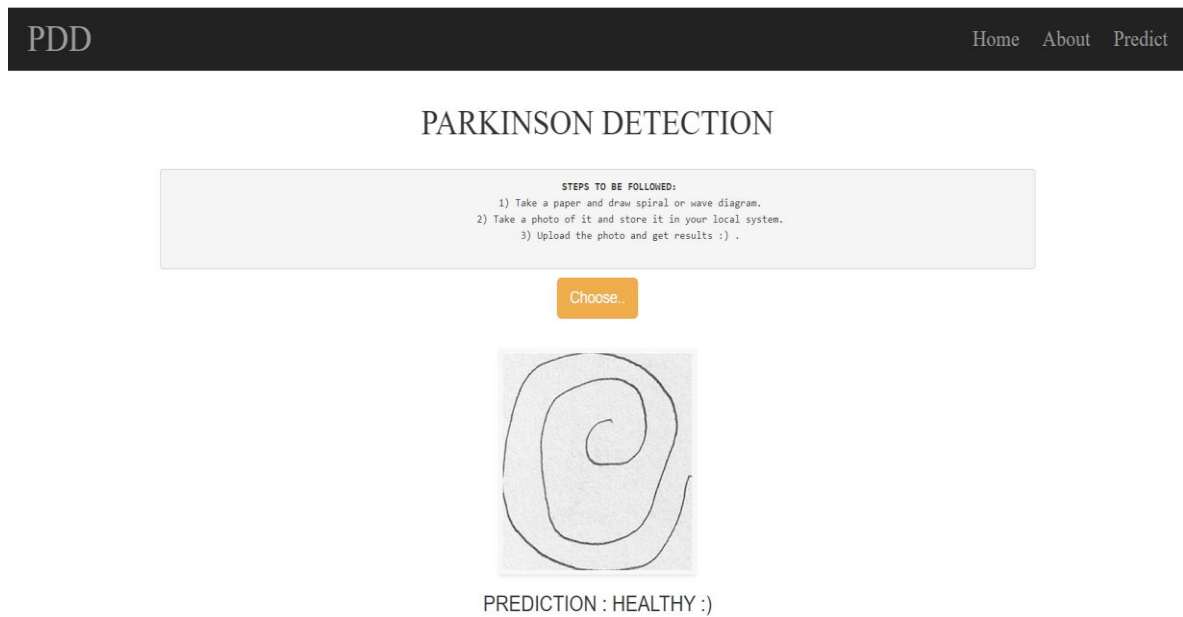 PDD
Home About Predict
PARKINSON DETECTION
STEPS TO BE FOLLOWED:
1) Take a paper and draw spiral or wave diagram.
2) Take a photo of it and store it in your local system.
3) Upload the photo and get results :) .
Choose..
PREDICTION : HEALTHY :)